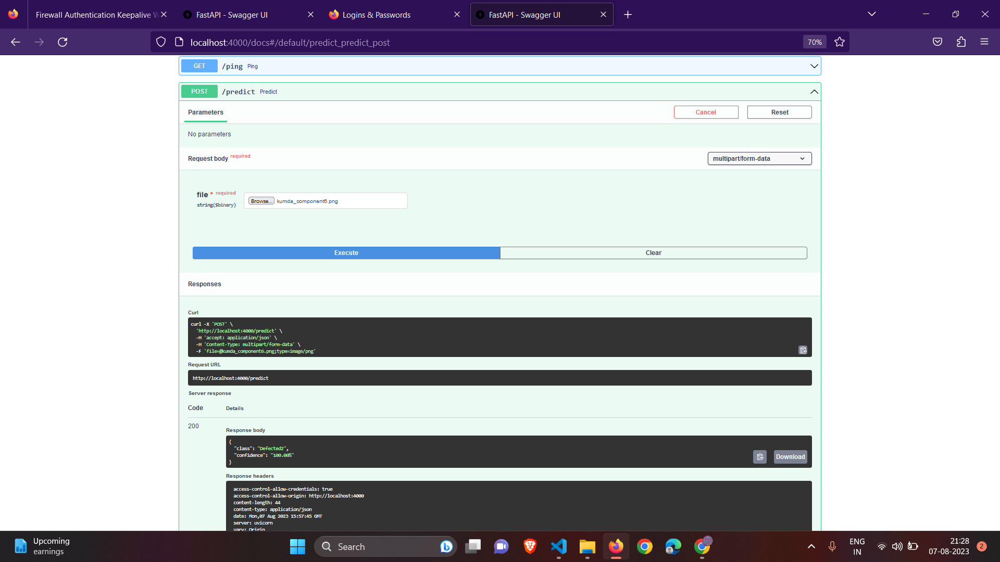 Firewall Authentication Keepalive W
FastAPI - Swagger UI
Logins & Passwords
FastAPI - Swagger UI
localhost:4000/docs#/default/predict_predict_post
70%
GET /ping Ping
POST /predict Predict
Parameters
Cancel
Reset
No parameters
Request body required
multipart/form-data
file * required
string($binary)
Browse... kumda_component6.png
Execute
Clear
Responses
Curl
curl -X 'POST' \
'http://localhost:4000/predict' \
-H 'accept: application/json' \
-H 'Content-Type: multipart/form-data' \
-F 'file=@kumda_component6.png;type=image/png'
Request URL
http://localhost:4000/predict
Server response
Code Details
200
Response body
{
"class": "Defected2",
"confidence": "100.00%"
}
Download
Response headers
access-control-allow-credentials: true
access-control-allow-origin: http://localhost:4000
content-length: 44
content-type: application/json
date: Mon,07 Aug 2023 15:57:45 GMT
server: uvicorn
vary: Origin
Upcoming
earnings
Search
ENG
IN
21:28
07-08-2023
2